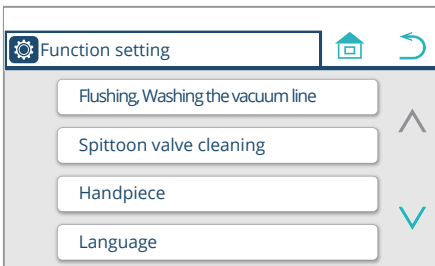 Function setting
Flushing, Washing the vacuum line
Spittoon valve cleaning
Handpiece
Language